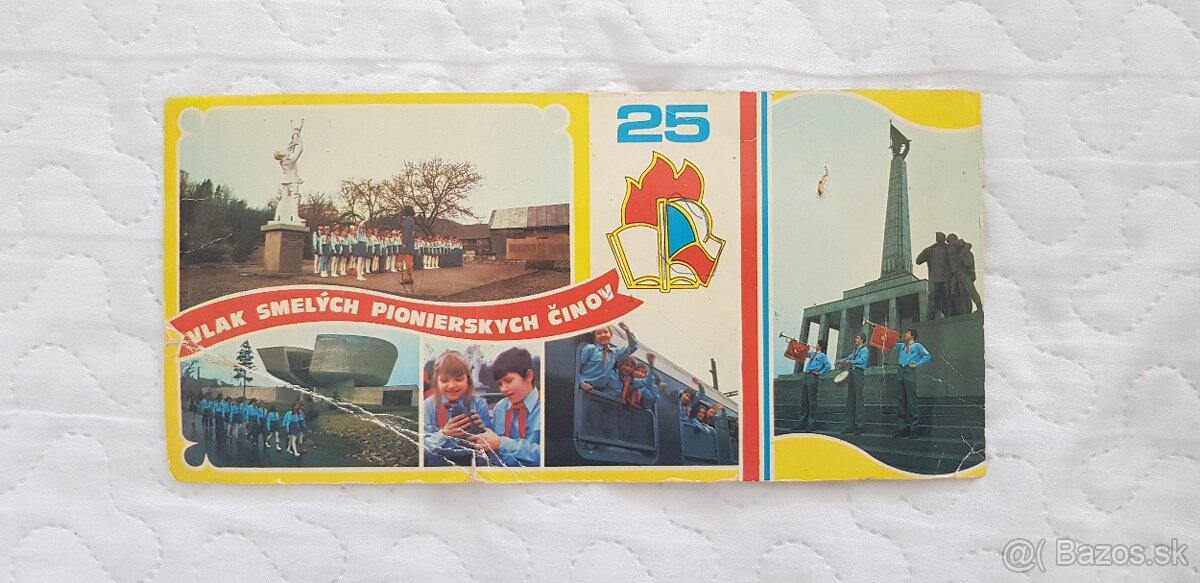 25
VLAK SMELÝCH PIONIERSKYCH ČINOV
@( Bazos.sk